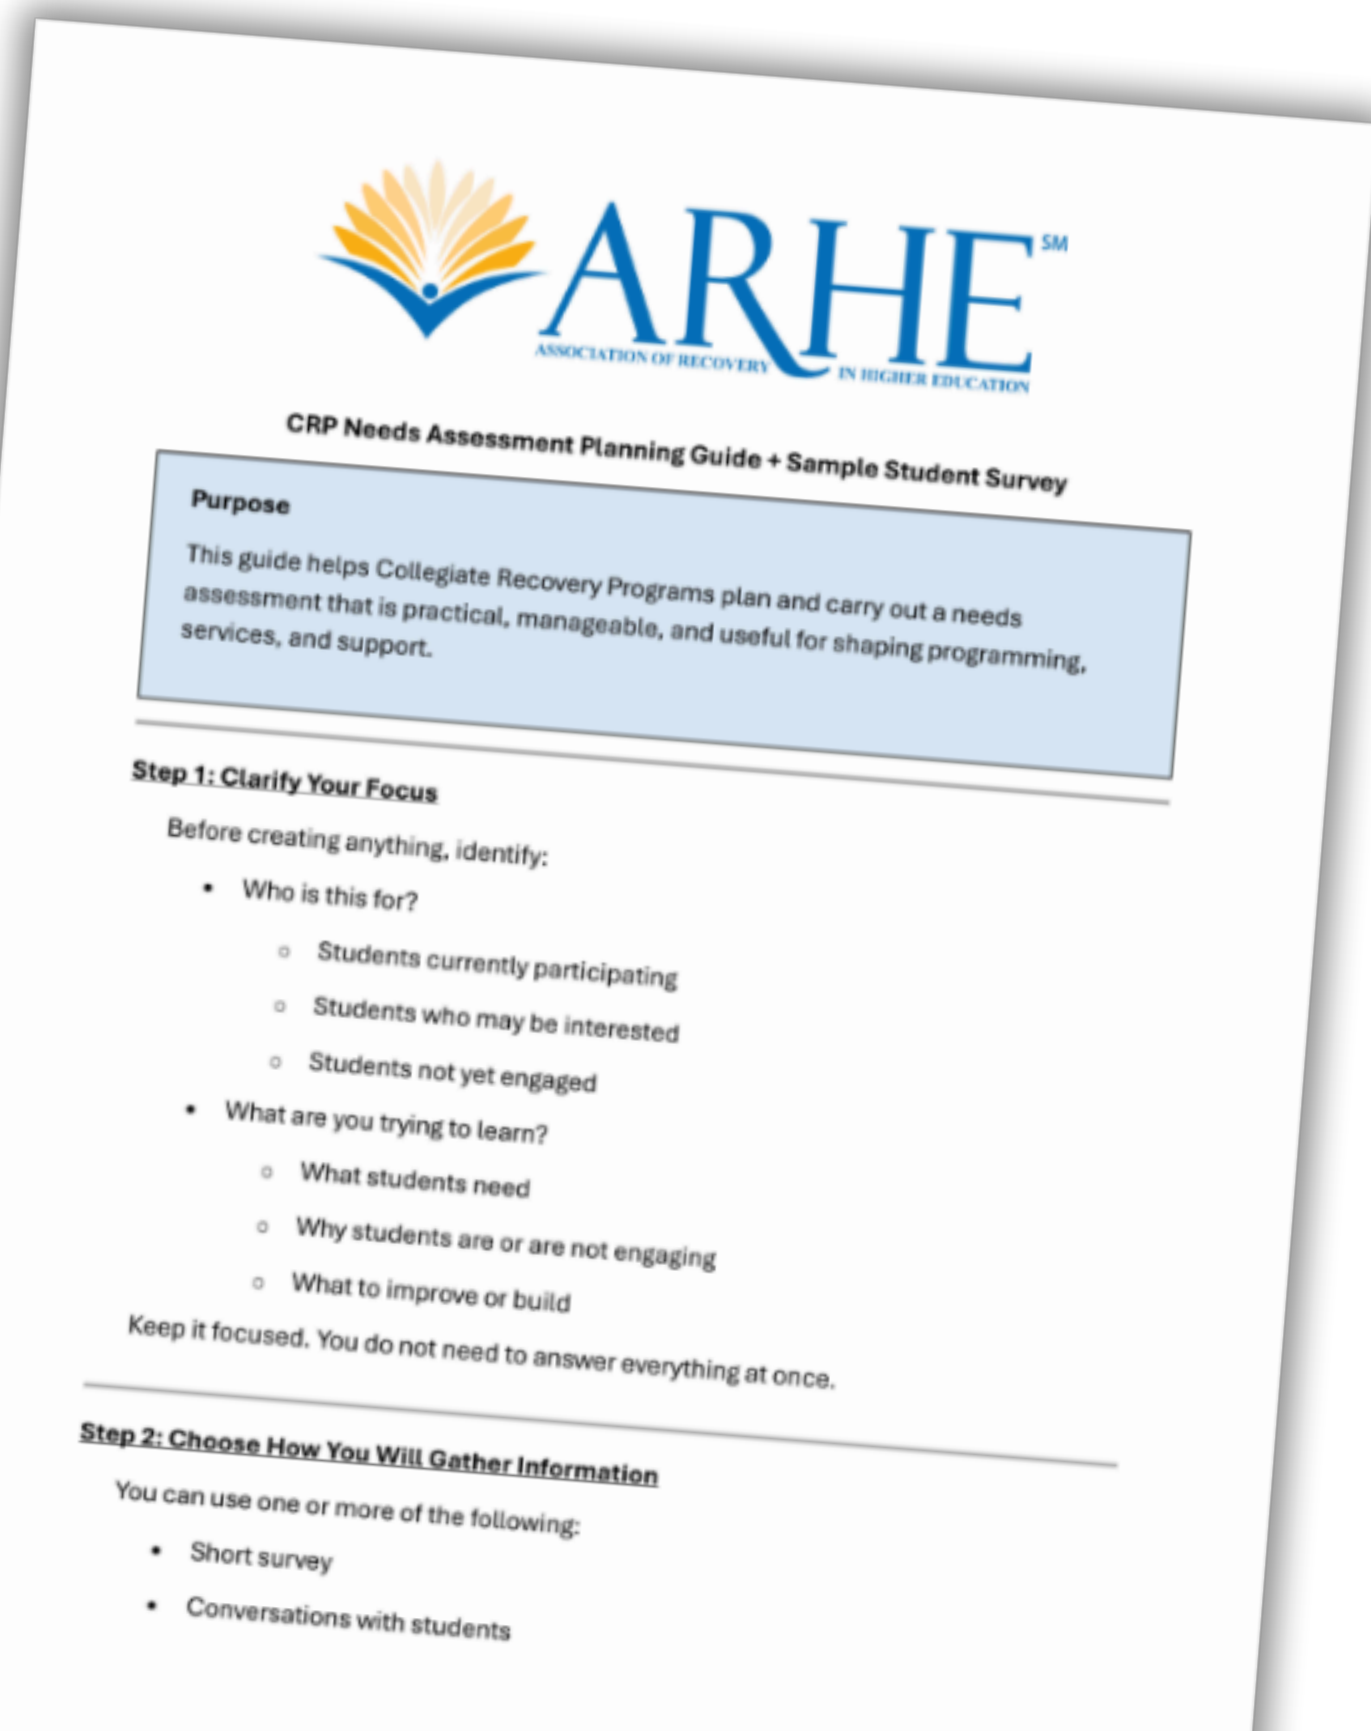 ARHE SM
ASSOCIATION OF RECOVERY IN HIGHER EDUCATION
CRP Needs Assessment Planning Guide + Sample Student Survey
Purpose
This guide helps Collegiate Recovery Programs plan and carry out a needs
assessment that is practical, manageable, and useful for shaping programming,
services, and support.
Step 1: Clarify Your Focus
Before creating anything, identify:
• Who is this for?
o Students currently participating
o Students who may be interested
o Students not yet engaged
• What are you trying to learn?
o What students need
o Why students are or are not engaging
o What to improve or build
Keep it focused. You do not need to answer everything at once.
Step 2: Choose How You Will Gather Information
You can use one or more of the following:
• Short survey
• Conversations with students